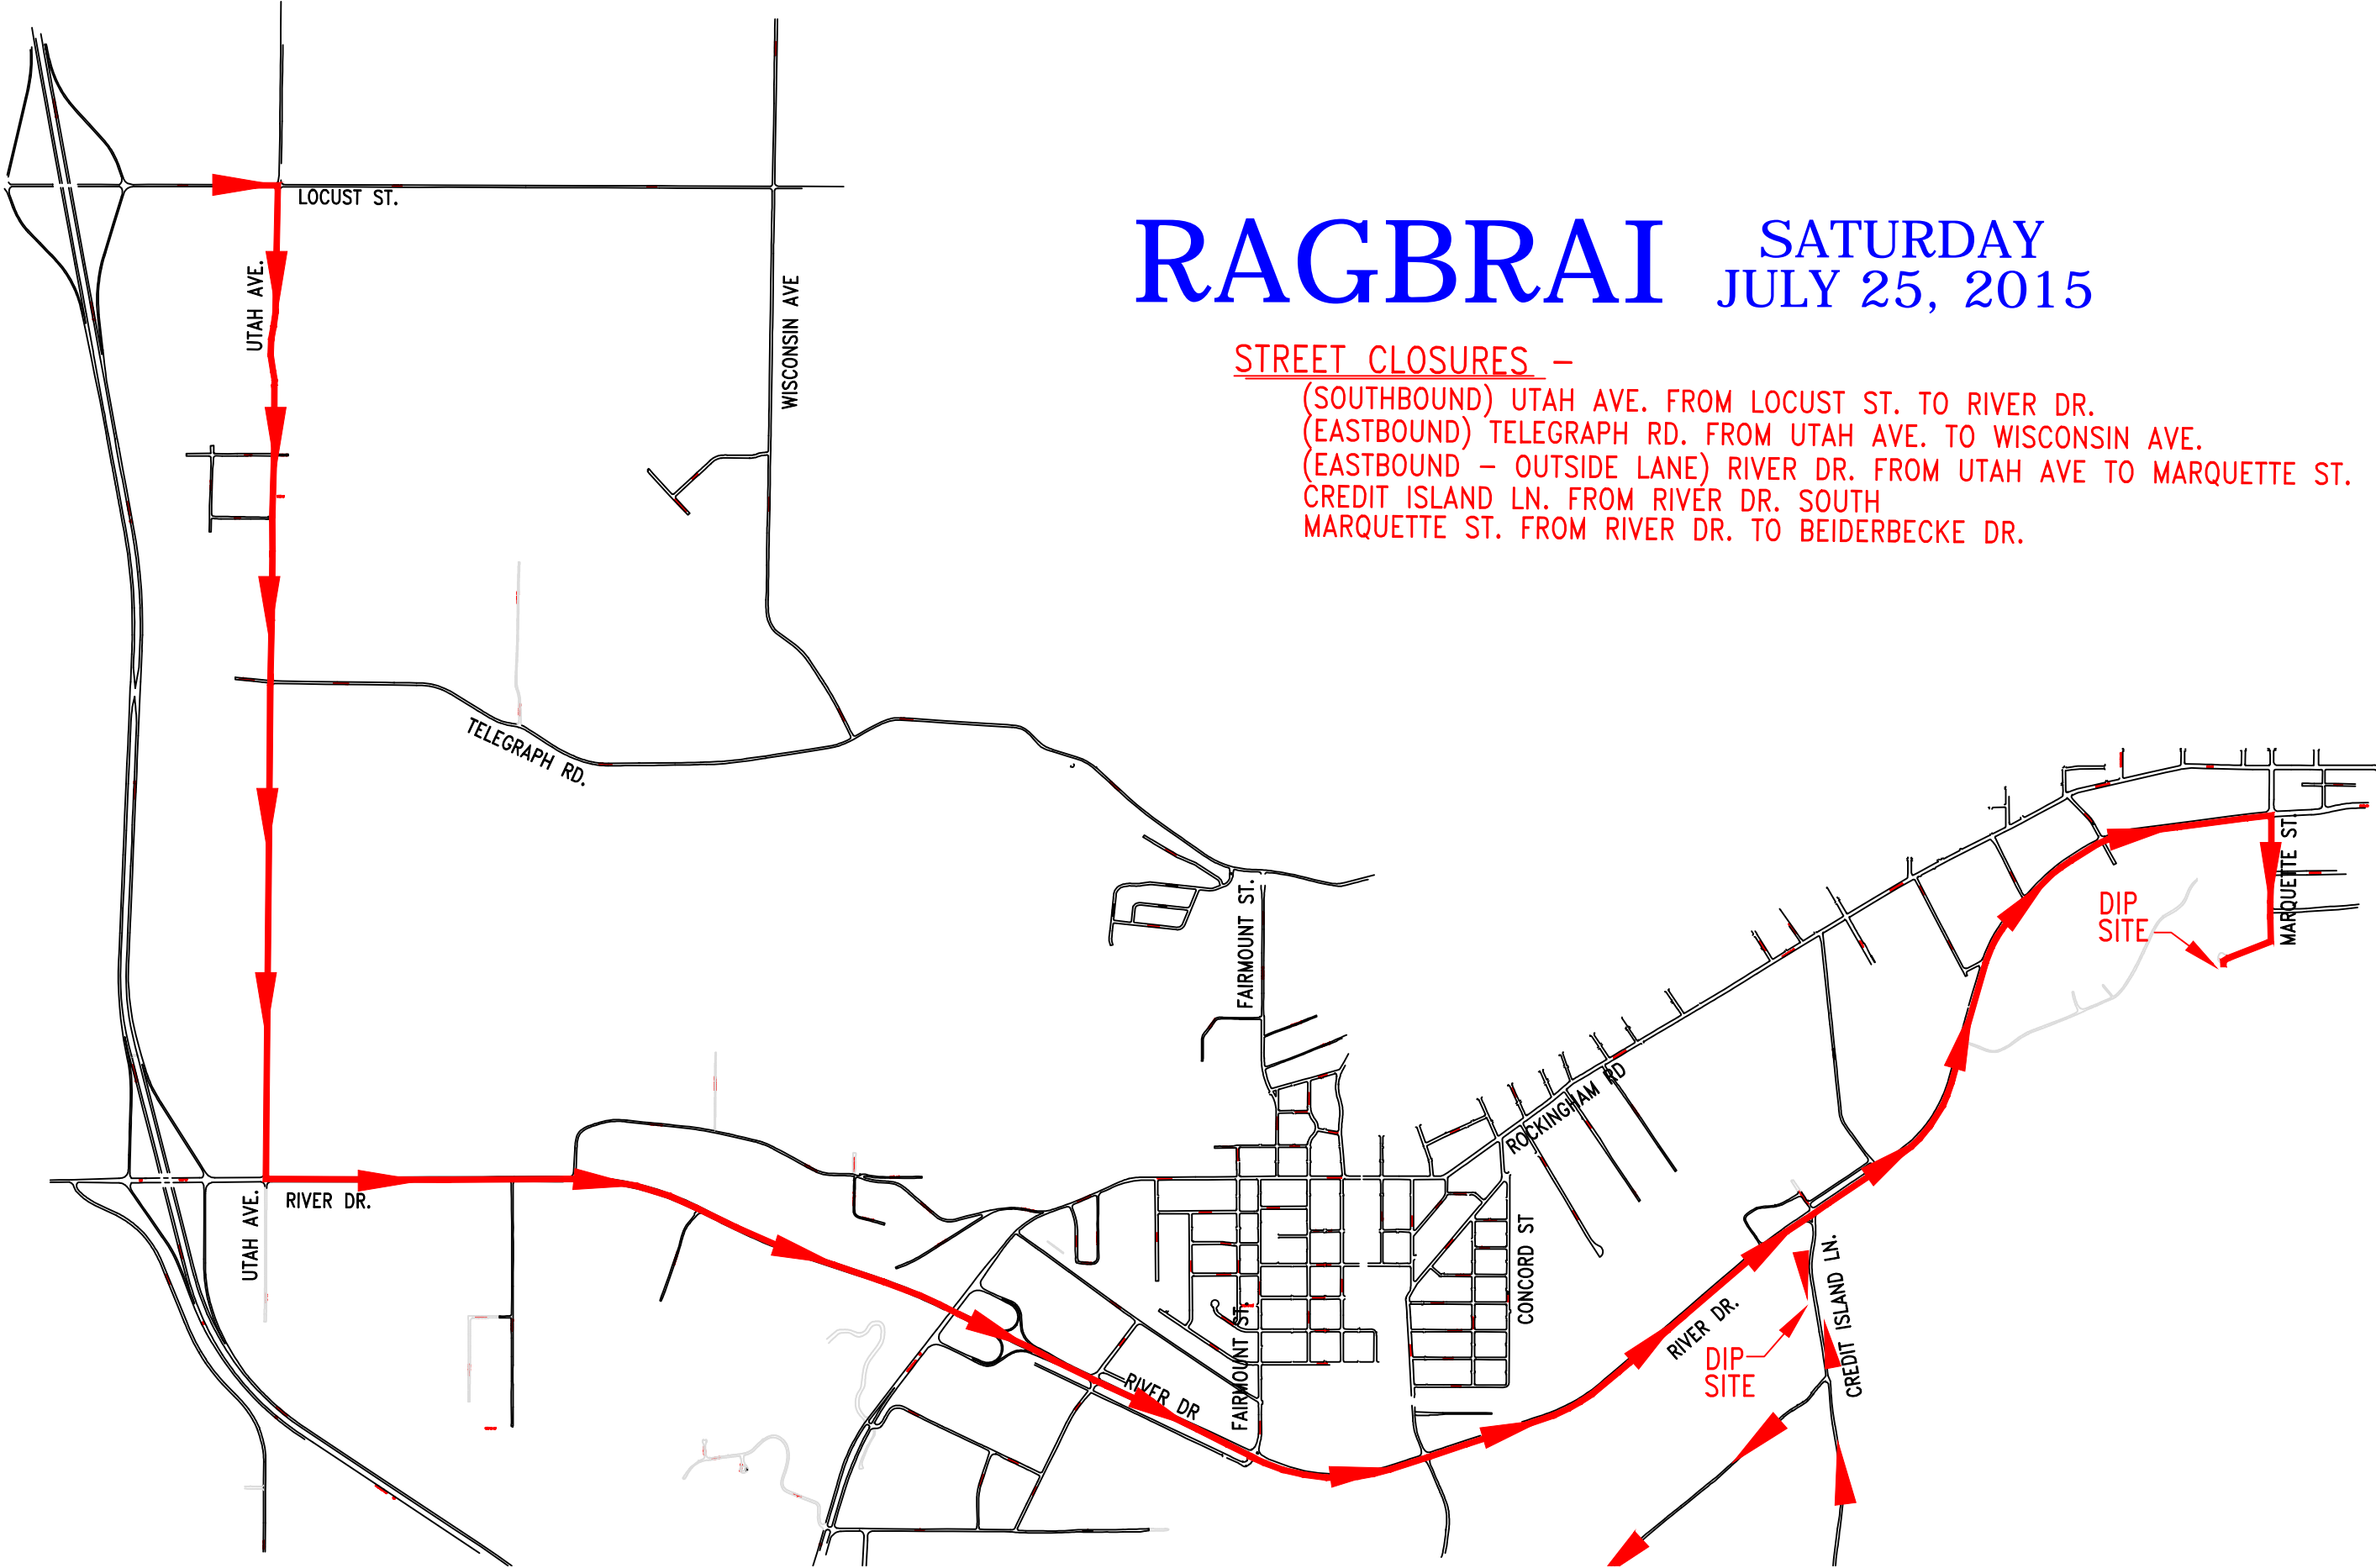 RAGBRAI
SATURDAY
JULY 25, 2015
STREET CLOSURES -
(SOUTHBOUND) UTAH AVE. FROM LOCUST ST. TO RIVER DR.
(EASTBOUND) TELEGRAPH RD. FROM UTAH AVE. TO WISCONSIN AVE.
(EASTBOUND - OUTSIDE LANE) RIVER DR. FROM UTAH AVE TO MARQUETTE ST.
CREDIT ISLAND LN. FROM RIVER DR. SOUTH
MARQUETTE ST. FROM RIVER DR. TO BEIDERBECKE DR.
LOCUST ST.
UTAH AVE.
WISCONSIN AVE
TELEGRAPH RD.
FAIRMOUNT ST.
MARQUETTE ST.
DIP
SITE
ROCKINGHAM RD
UTAH AVE.
RIVER DR.
CONCORD ST
FAIRMOUNT ST.
RIVER DR
RIVER DR.
CREDIT ISLAND LN.
DIP
SITE